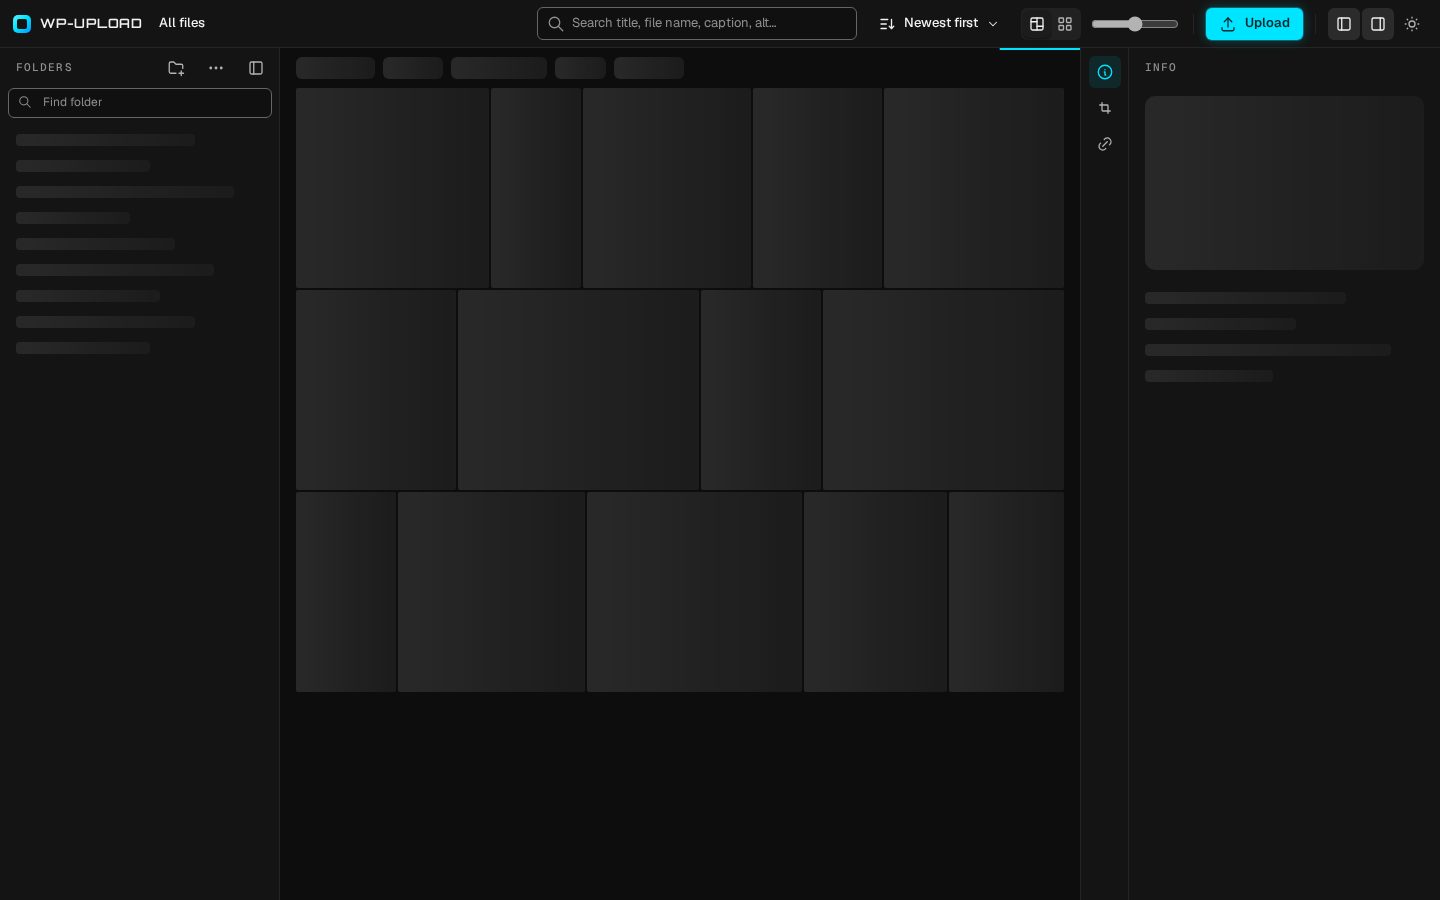 WP-UPLOAD
All files
Search title, file name, caption, alt...
Newest first
Upload
FOLDERS
Find folder
INFO